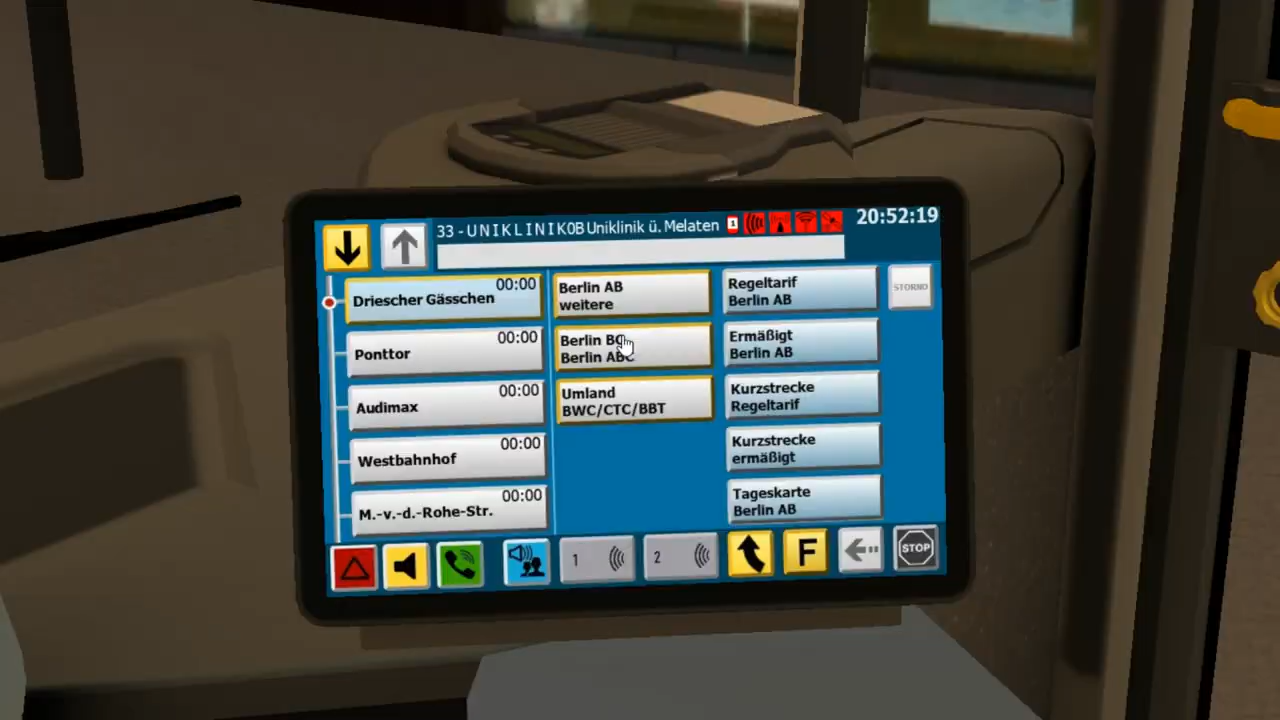 33 - UNIKLINIK0B Uniklinik ü. Melaten
1
20:52:19
00:00
Driescher Gässchen
00:00
Ponttor
00:00
Audimax
00:00
Westbahnhof
00:00
M.-v.-d.-Rohe-Str.
Berlin AB
weitere
Berlin BC
Berlin ABC
Umland
BWC/CTC/BBT
Regeltarif
Berlin AB
Ermäßigt
Berlin AB
Kurzstrecke
Regeltarif
Kurzstrecke
ermäßigt
Tageskarte
Berlin AB
STORNO
1
2
F
STOP